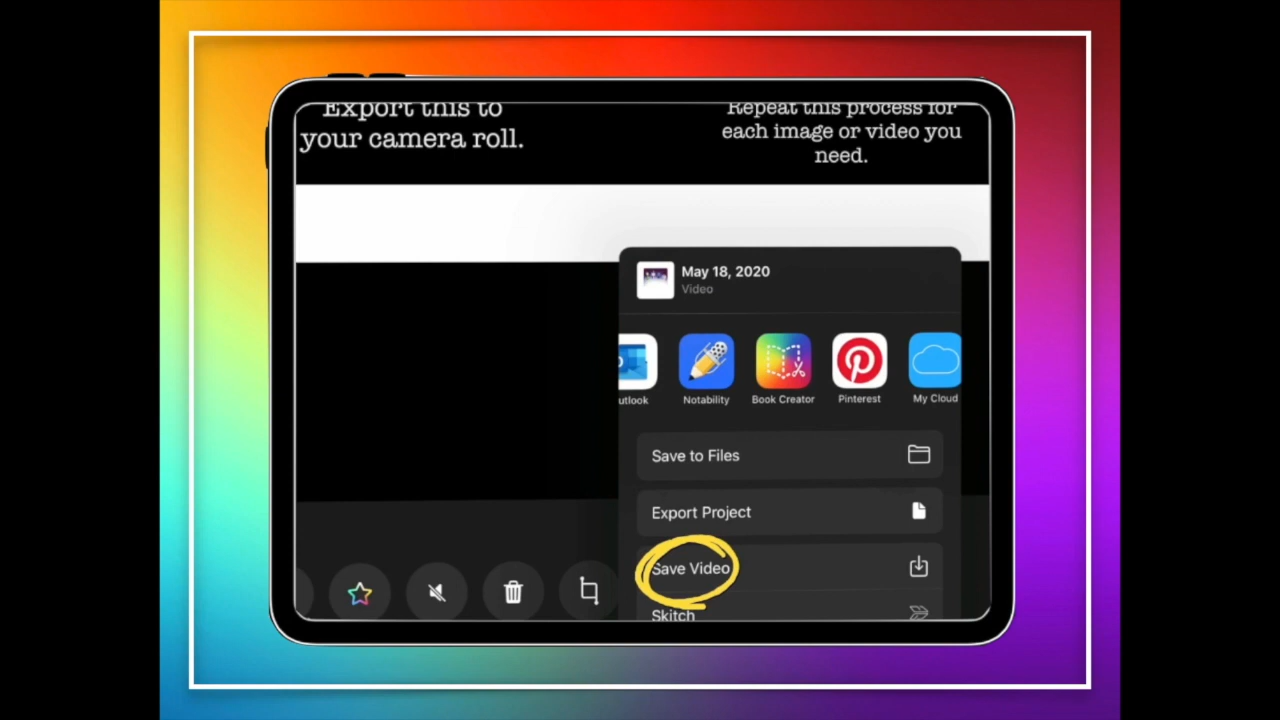 Export this to
your camera roll.
Repeat this process for
each image or video you
need.
May 18, 2020
Video
utlook
Notability
Book Creator
Pinterest
My Cloud
Save to Files
Export Project
Save Video
Skitch